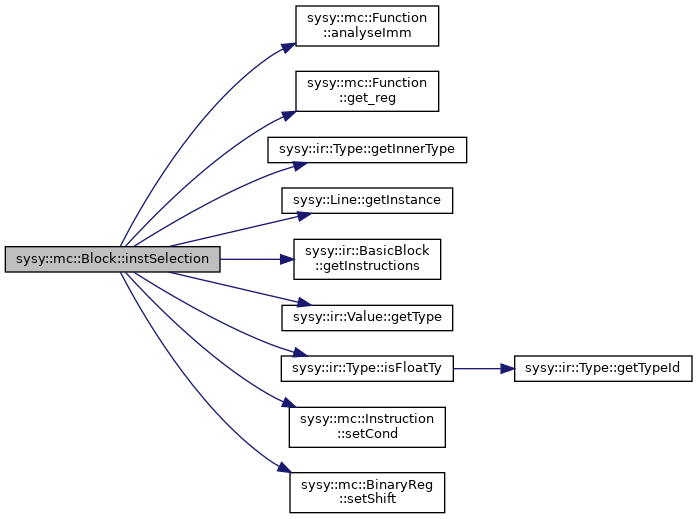 sysy::mc::Function
::analyseImm
sysy::mc::Function
::get_reg
sysy::ir::Type::getInnerType
sysy::Line::getInstance
sysy::mc::Block::instSelection
sysy::ir::BasicBlock
::getInstructions
sysy::ir::Value::getType
sysy::ir::Type::isFloatTy
sysy::ir::Type::getTypeId
sysy::mc::Instruction
::setCond
sysy::mc::BinaryReg
::setShift